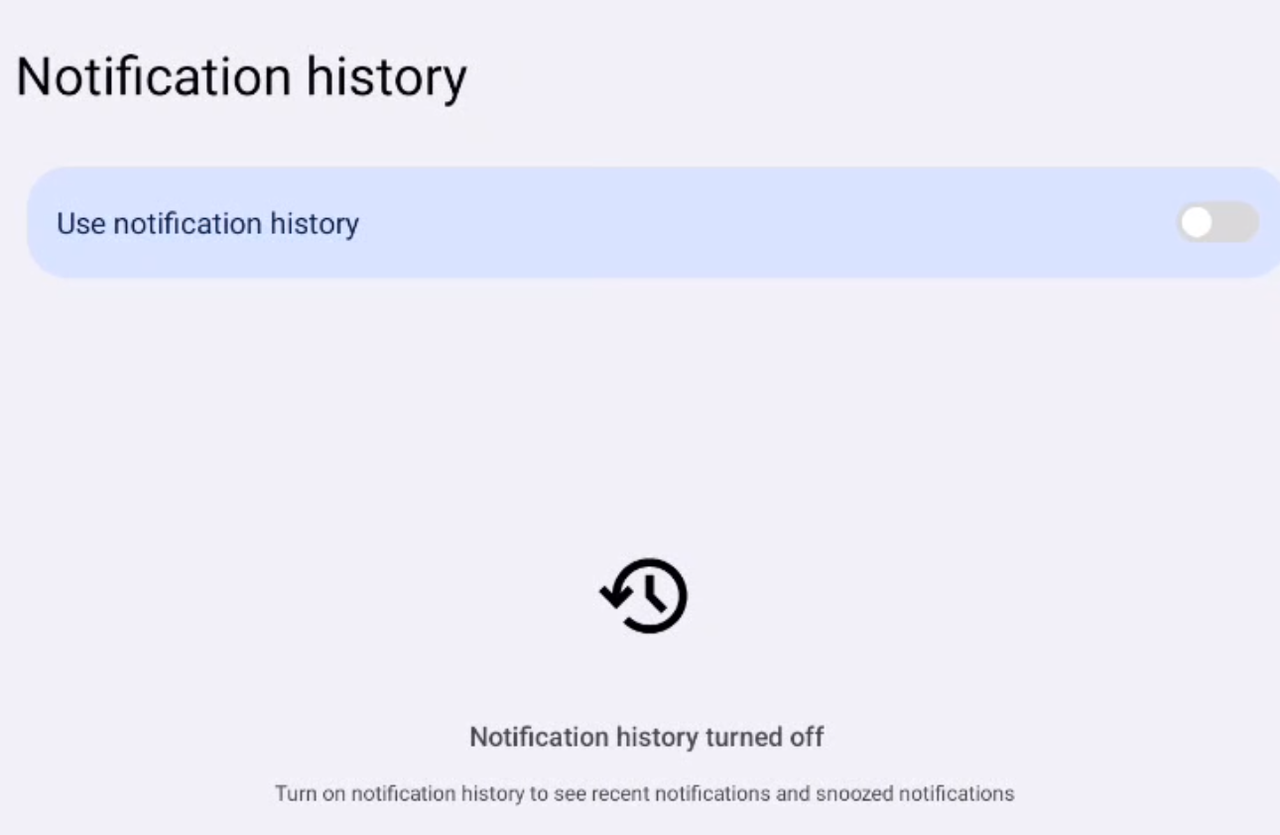 Notification history
Use notification history
Notification history turned off
Turn on notification history to see recent notifications and snoozed notifications